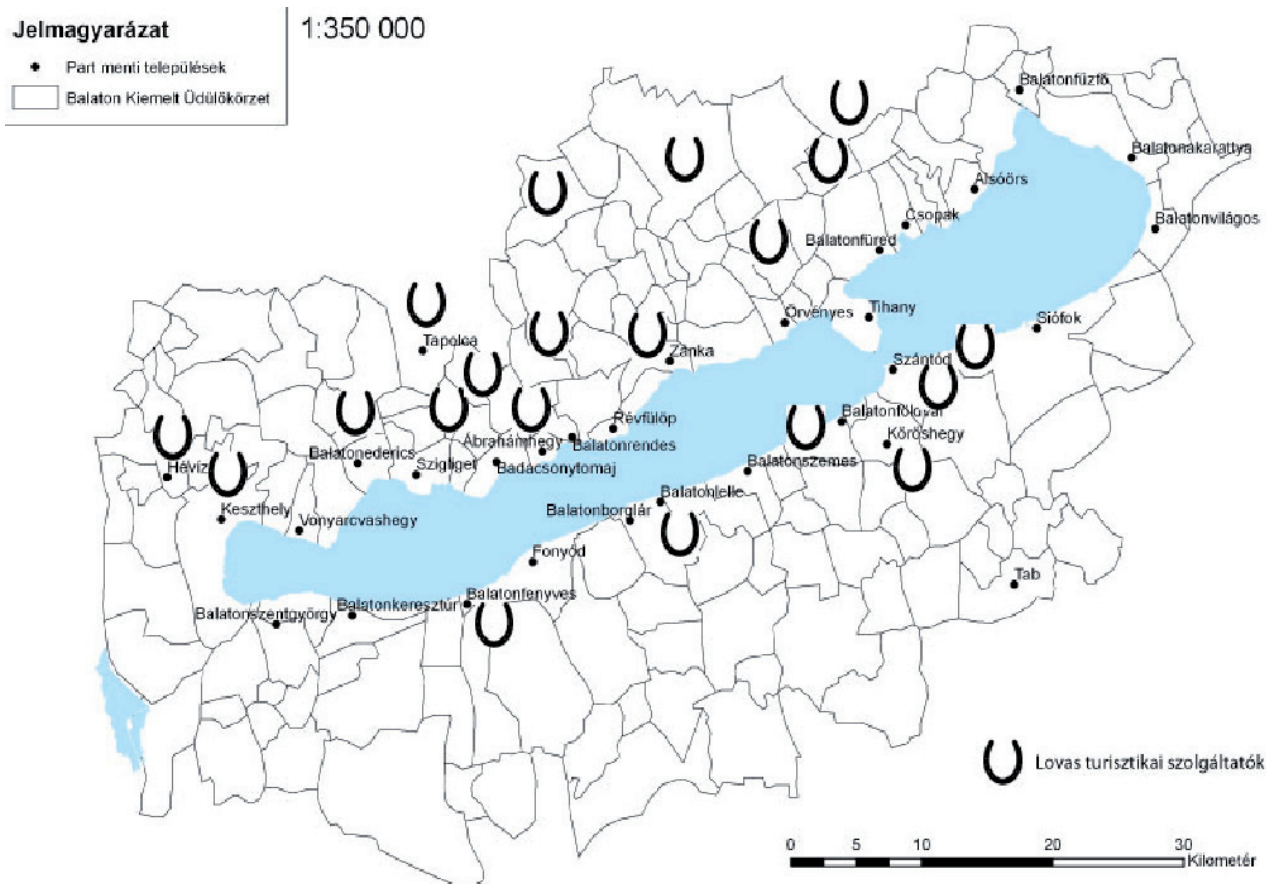 Jelmagyarázat
1:350 000
Part menti települések
Balaton Kiemelt Üdülőkörzet
Balatonfűzfő
Balatonakarattya
Alsóörs
Csopak
Balatonvilágos
Balatonfüred
Örvényes
Tihany
Siófok
Tapolca
Zánka
Szántód
Révfülöp
Balatonföldvár
Ábrahámhegy
Balatonrendes
Kőröshegy
Hévíz
Balatonederics
Szigliget
Badacsonytomaj
Balatonszemes
Keszthely
Vonyarcvashegy
Balatonlelle
Balatonboglár
Fonyód
Tab
Balatonszentgyörgy
Balatonkeresztúr
Balatonfenyves
Lovas turisztikai szolgáltatók
0 5 10 20 30
Kilometér